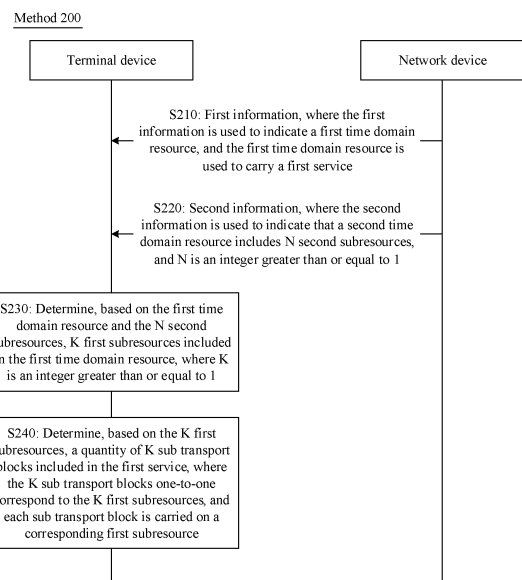 Method 200
Terminal device
Network device
S210: First information, where the first
information is used to indicate a first time domain
resource, and the first time domain resource is
used to carry a first service
S220: Second information, where the second
information is used to indicate that a second time
domain resource includes N second subresources,
and N is an integer greater than or equal to 1
S230: Determine, based on the first time
domain resource and the N second
ubresources, K first subresources included
n the first time domain resource, where K
is an integer greater than or equal to 1
S240: Determine, based on the K first
ubresources, a quantity of K sub transport
locks included in the first service, where
the K sub transport blocks one-to-one
orrespond to the K first subresources, and
each sub transport block is carried on a
corresponding first subresource